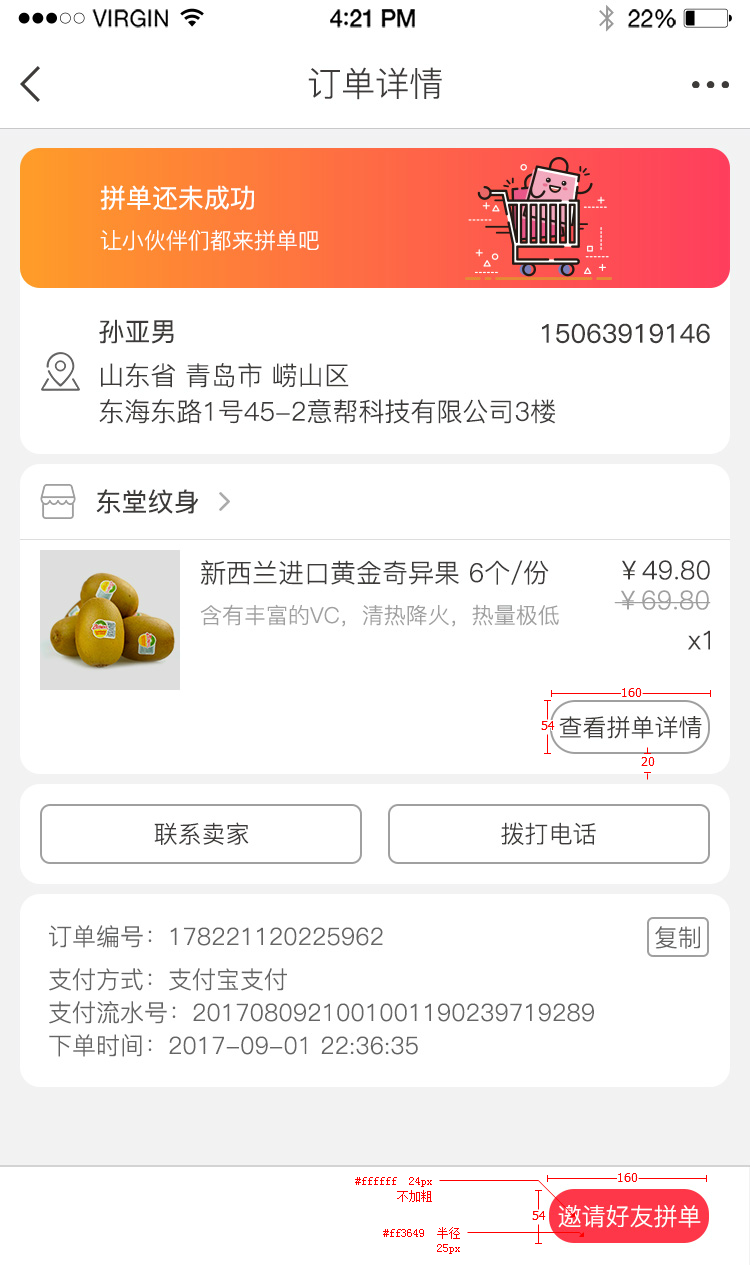 VIRGIN 4:21 PM 22%
订单详情
拼单还未成功
让小伙伴们都来拼单吧
孙亚男 15063919146
山东省 青岛市 崂山区
东海东路1号45-2意帮科技有限公司3楼
东堂纹身
新西兰进口黄金奇异果 6个/份 ¥49.80
¥69.80
含有丰富的VC，清热降火，热量极低
x1
160
54 查看拼单详情
20
联系卖家 拨打电话
订单编号：178221120225962 复制
支付方式：支付宝支付
支付流水号：2017080921001001190239719289
下单时间：2017-09-01 22:36:35
160
#ffffff 24px
不加粗
54 邀请好友拼单
#ff3649 半径
25px